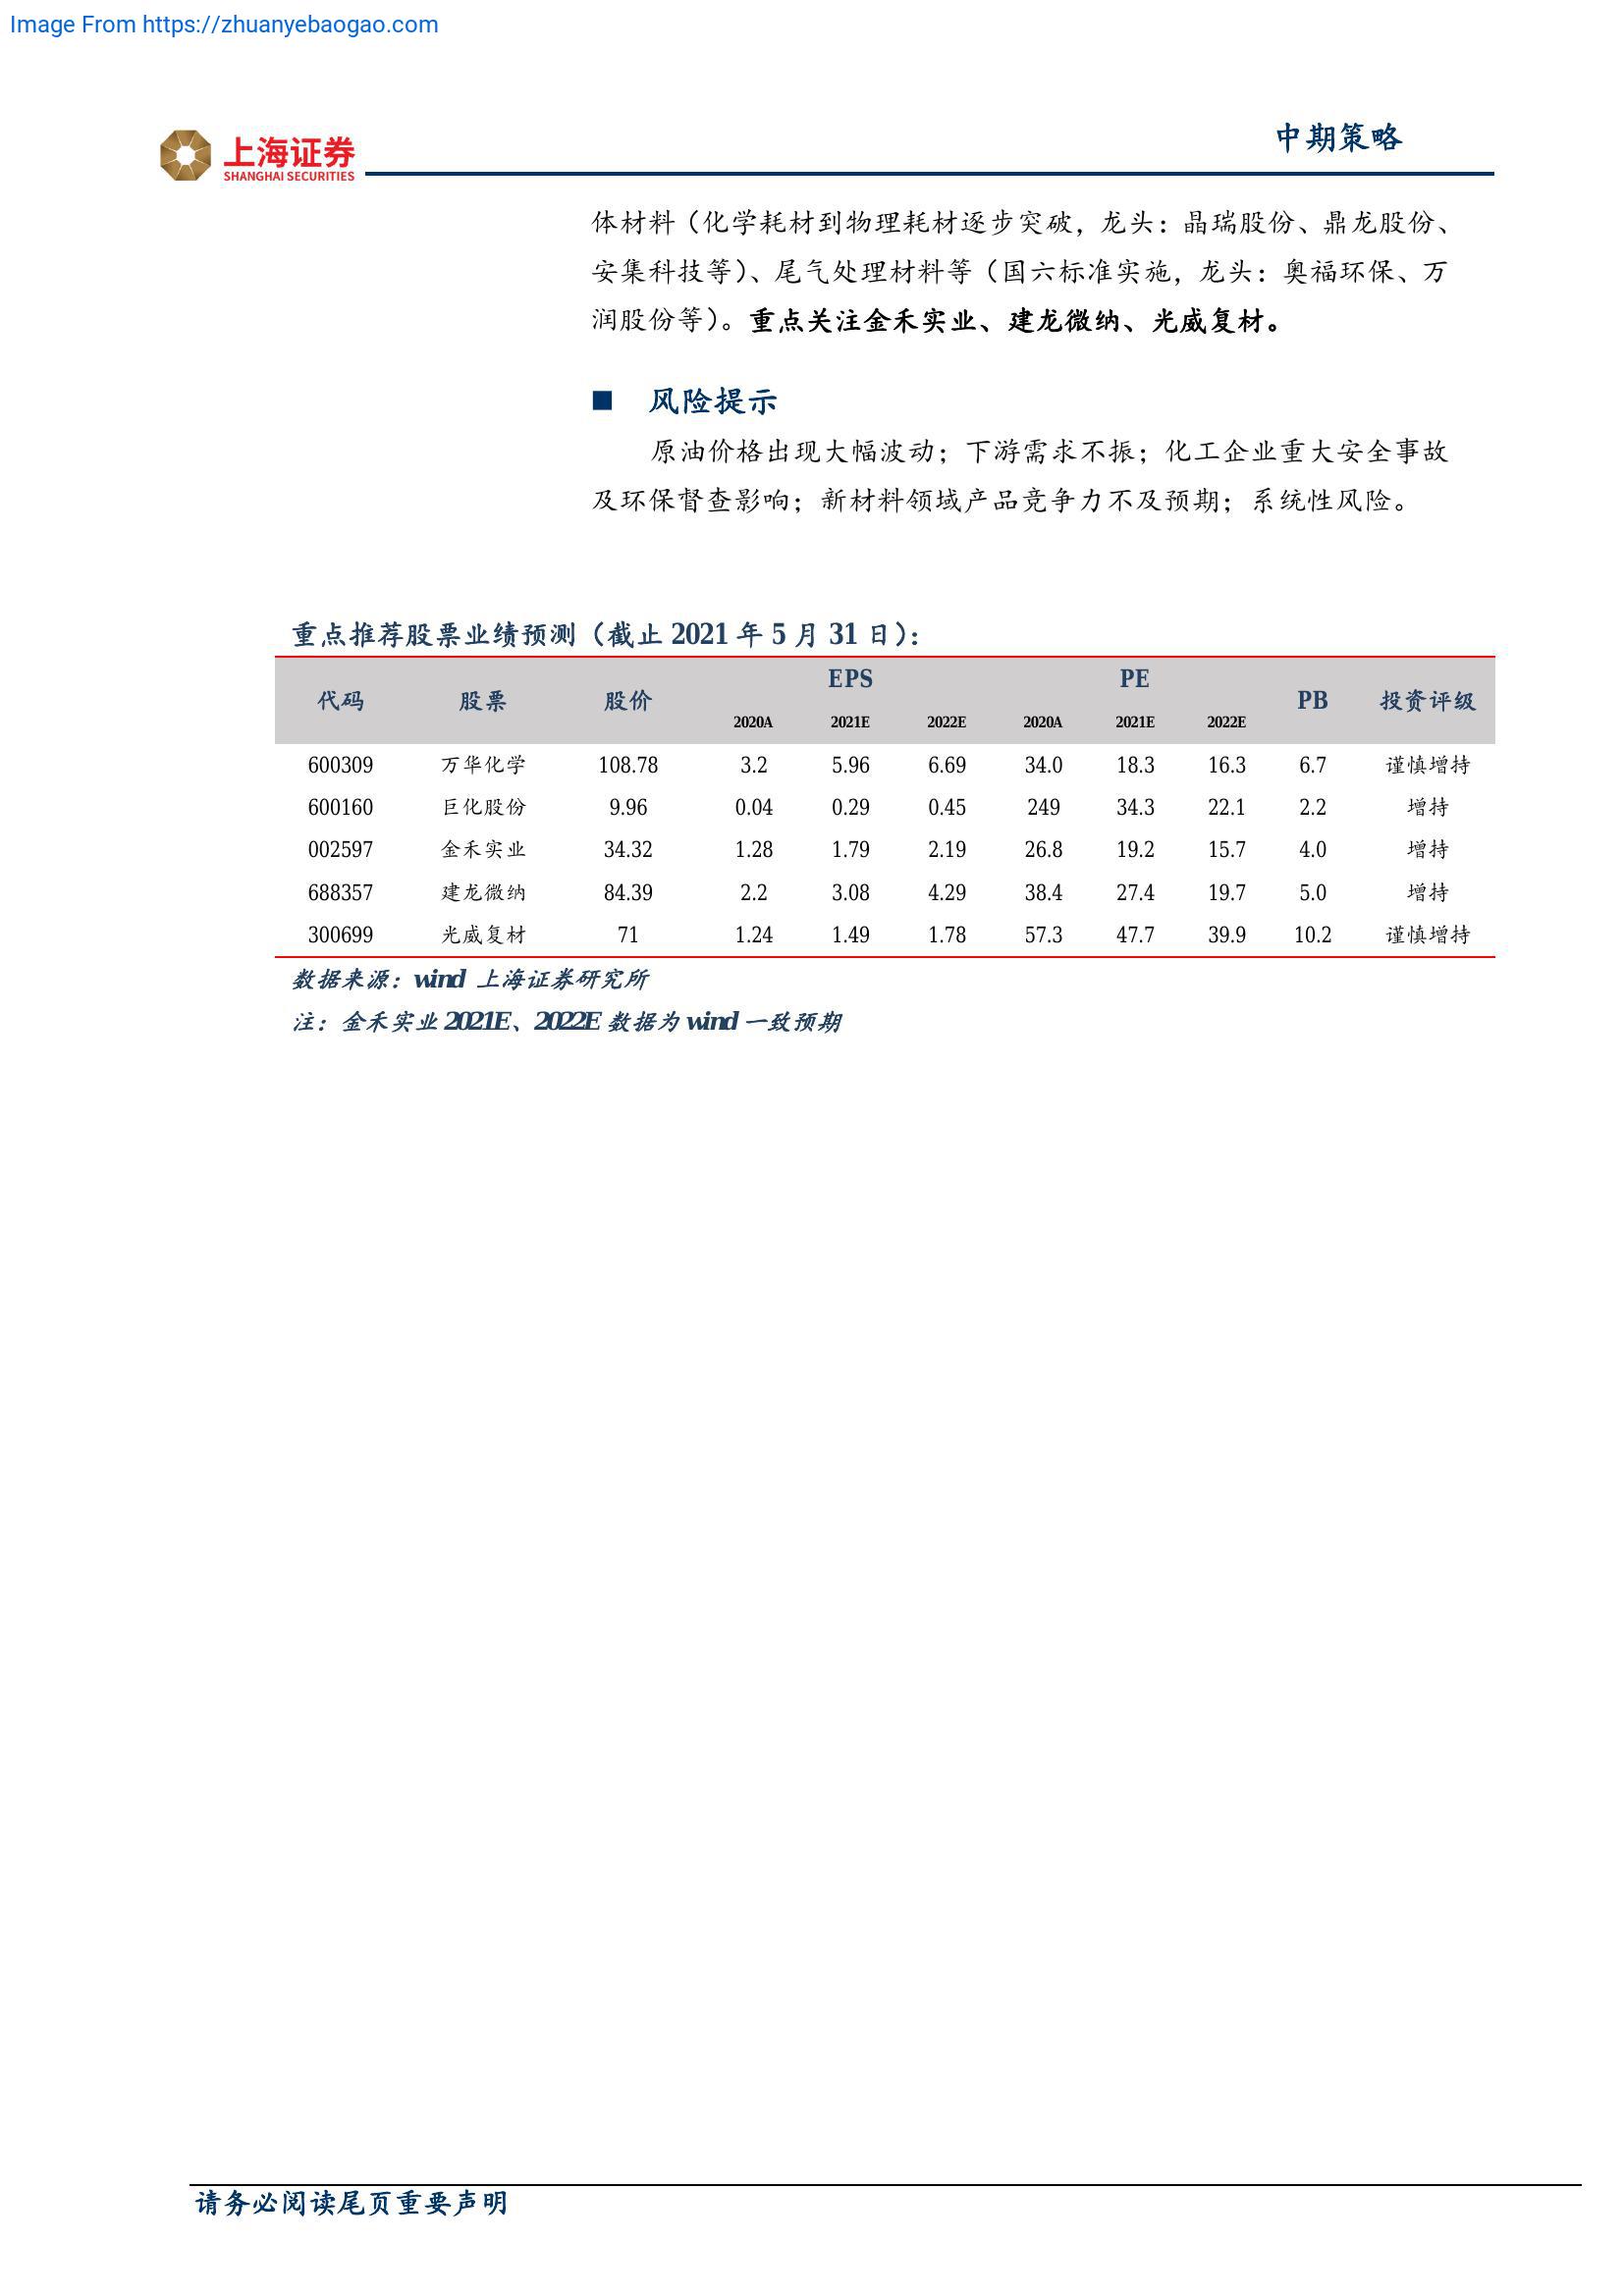 Image From https://zhuanyebaogao.com
中期策略
上海证券
SHANGHAI SECURITIES
体材料（化学耗材到物理耗材逐步突破，龙头：晶瑞股份、鼎龙股份、
安集科技等）、尾气处理材料等（国六标准实施，龙头：奥福环保、万
润股份等）。重点关注金禾实业、建龙微纳、光威复材。
■ 风险提示
原油价格出现大幅波动；下游需求不振；化工企业重大安全事故
及环保督查影响；新材料领域产品竞争力不及预期；系统性风险。
重点推荐股票业绩预测（截止 2021 年 5 月 31 日）：
代码 股票 股价 EPS PE PB 投资评级
2020A 2021E 2022E 2020A 2021E 2022E
600309 万华化学 108.78 3.2 5.96 6.69 34.0 18.3 16.3 6.7 谨慎增持
600160 巨化股份 9.96 0.04 0.29 0.45 249 34.3 22.1 2.2 增持
002597 金禾实业 34.32 1.28 1.79 2.19 26.8 19.2 15.7 4.0 增持
688357 建龙微纳 84.39 2.2 3.08 4.29 38.4 27.4 19.7 5.0 增持
300699 光威复材 71 1.24 1.49 1.78 57.3 47.7 39.9 10.2 谨慎增持
数据来源：wind 上海证券研究所
注：金禾实业 2021E、2022E 数据为 wind 一致预期
请务必阅读尾页重要声明